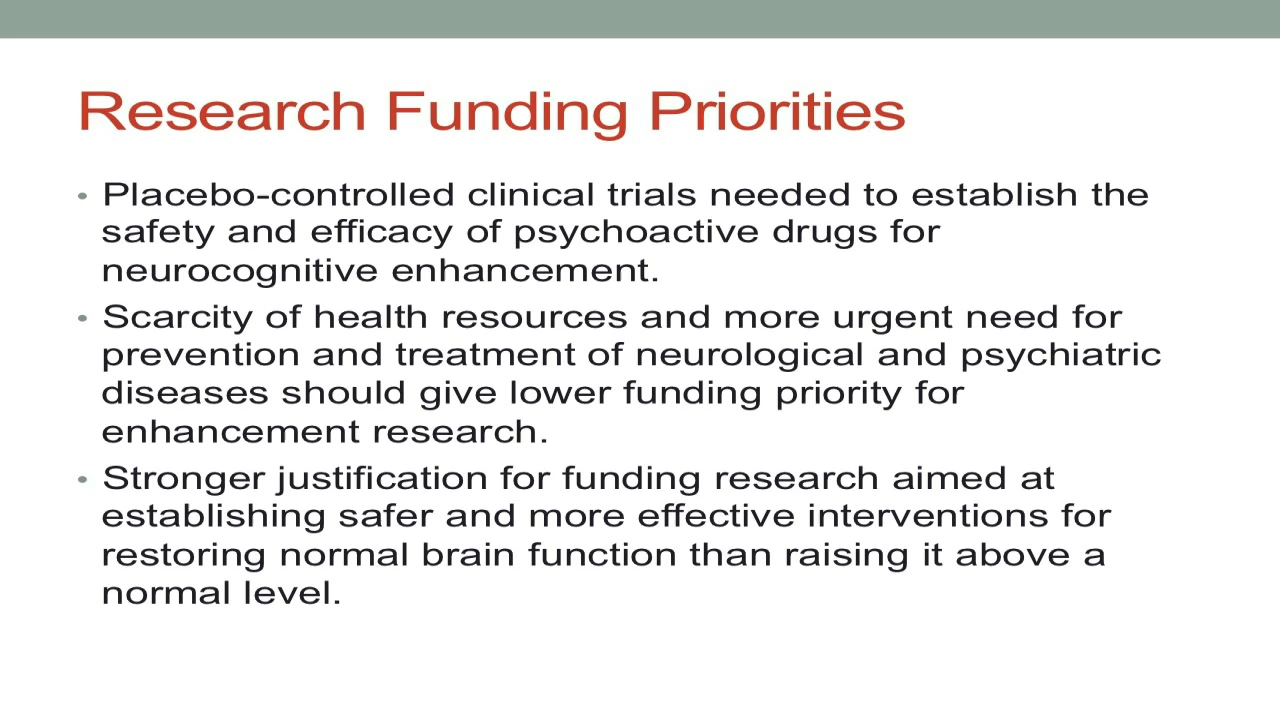 Research Funding Priorities
• Placebo-controlled clinical trials needed to establish the
safety and efficacy of psychoactive drugs for
neurocognitive enhancement.
• Scarcity of health resources and more urgent need for
prevention and treatment of neurological and psychiatric
diseases should give lower funding priority for
enhancement research.
• Stronger justification for funding research aimed at
establishing safer and more effective interventions for
restoring normal brain function than raising it above a
normal level.